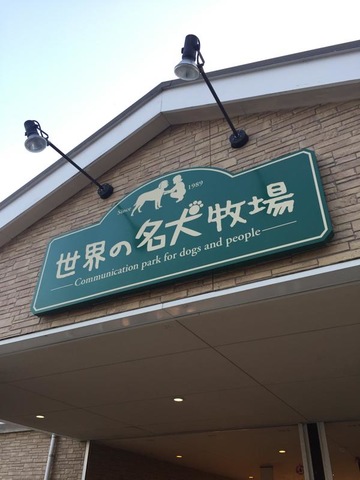 Since 1989
世界の名犬牧場
Communication park for dogs and people